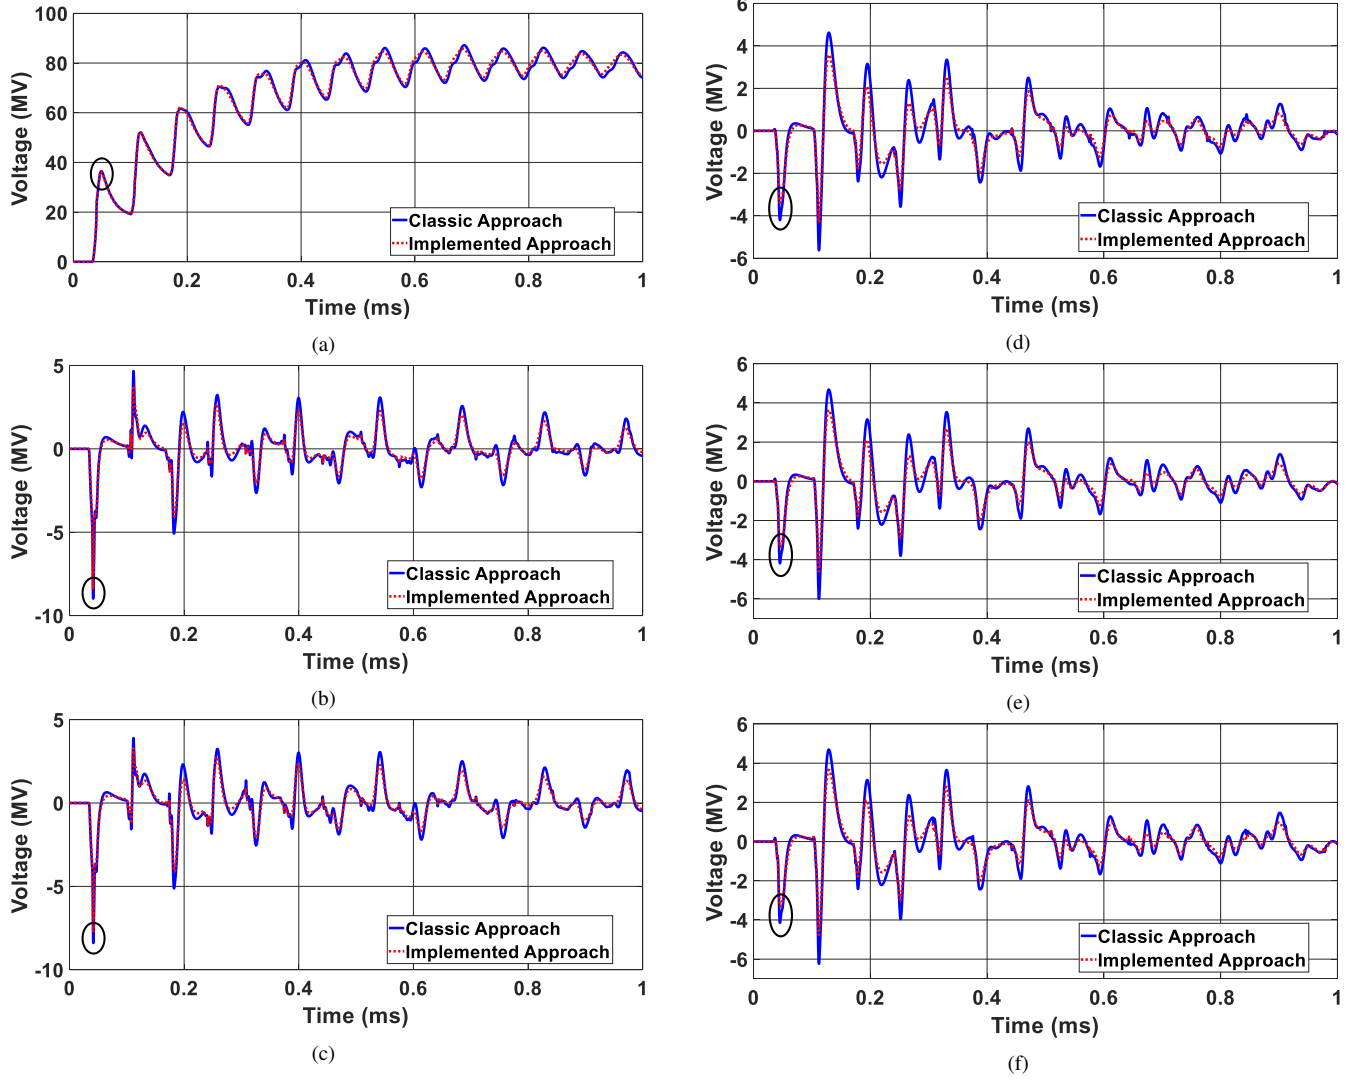 100
80
60
40
20
0
Voltage (MV)
0 0.2 0.4 0.6 0.8 1
Time (ms)
Classic Approach
Implemented Approach
(a)
5
0
-5
-10
Voltage (MV)
0 0.2 0.4 0.6 0.8 1
Time (ms)
Classic Approach
Implemented Approach
(b)
5
0
-5
-10
Voltage (MV)
0 0.2 0.4 0.6 0.8 1
Time (ms)
Classic Approach
Implemented Approach
(c)
6
4
2
0
-2
-4
-6
Voltage (MV)
0 0.2 0.4 0.6 0.8 1
Time (ms)
Classic Approach
Implemented Approach
(d)
6
4
2
0
-2
-4
-6
Voltage (MV)
0 0.2 0.4 0.6 0.8 1
Time (ms)
Classic Approach
Implemented Approach
(e)
6
4
2
0
-2
-4
-6
Voltage (MV)
0 0.2 0.4 0.6 0.8 1
Time (ms)
Classic Approach
Implemented Approach
(f)